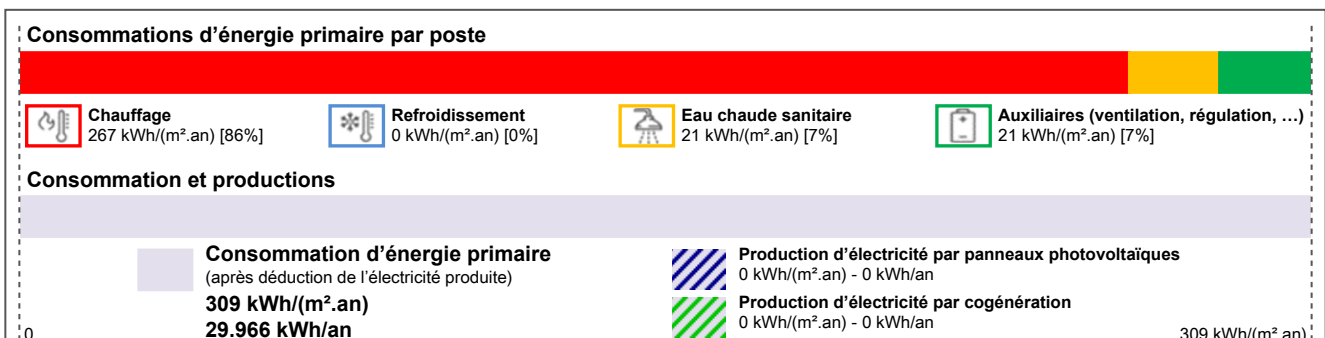 Consommations d’énergie primaire par poste
Chauffage
267 kWh/(m².an) [86%]
Refroidissement
0 kWh/(m².an) [0%]
Eau chaude sanitaire
21 kWh/(m².an) [7%]
Auxiliaires (ventilation, régulation, …)
21 kWh/(m².an) [7%]
Consommation et productions
Consommation d’énergie primaire
(après déduction de l’électricité produite)
309 kWh/(m².an)
29.966 kWh/an
Production d’électricité par panneaux photovoltaïques
0 kWh/(m².an) - 0 kWh/an
Production d’électricité par cogénération
0 kWh/(m².an) - 0 kWh/an
0
309 kWh/(m².an)